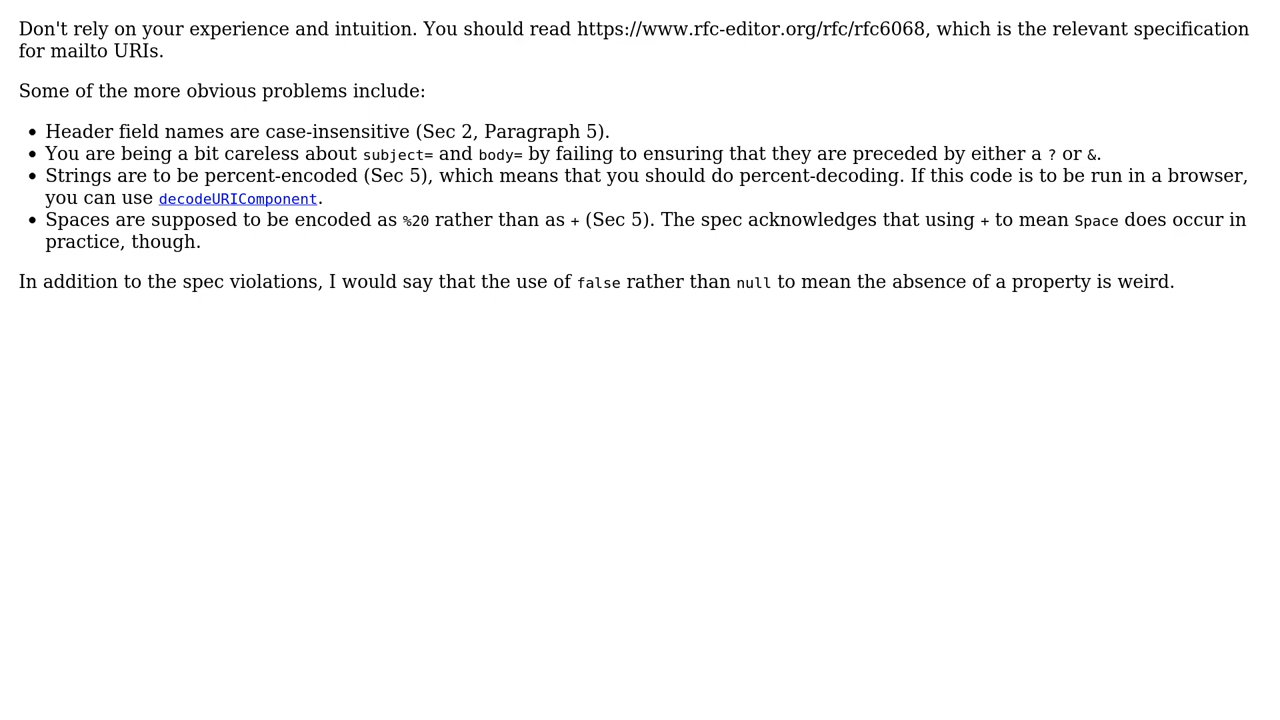 Don't rely on your experience and intuition. You should read https://www.rfc-editor.org/rfc/rfc6068, which is the relevant specification
for mailto URIs.
Some of the more obvious problems include:
• Header field names are case-insensitive (Sec 2, Paragraph 5).
• You are being a bit careless about subject= and body= by failing to ensuring that they are preceded by either a ? or &.
• Strings are to be percent-encoded (Sec 5), which means that you should do percent-decoding. If this code is to be run in a browser,
you can use decodeURIComponent.
• Spaces are supposed to be encoded as %20 rather than as + (Sec 5). The spec acknowledges that using + to mean Space does occur in
practice, though.
In addition to the spec violations, I would say that the use of false rather than null to mean the absence of a property is weird.